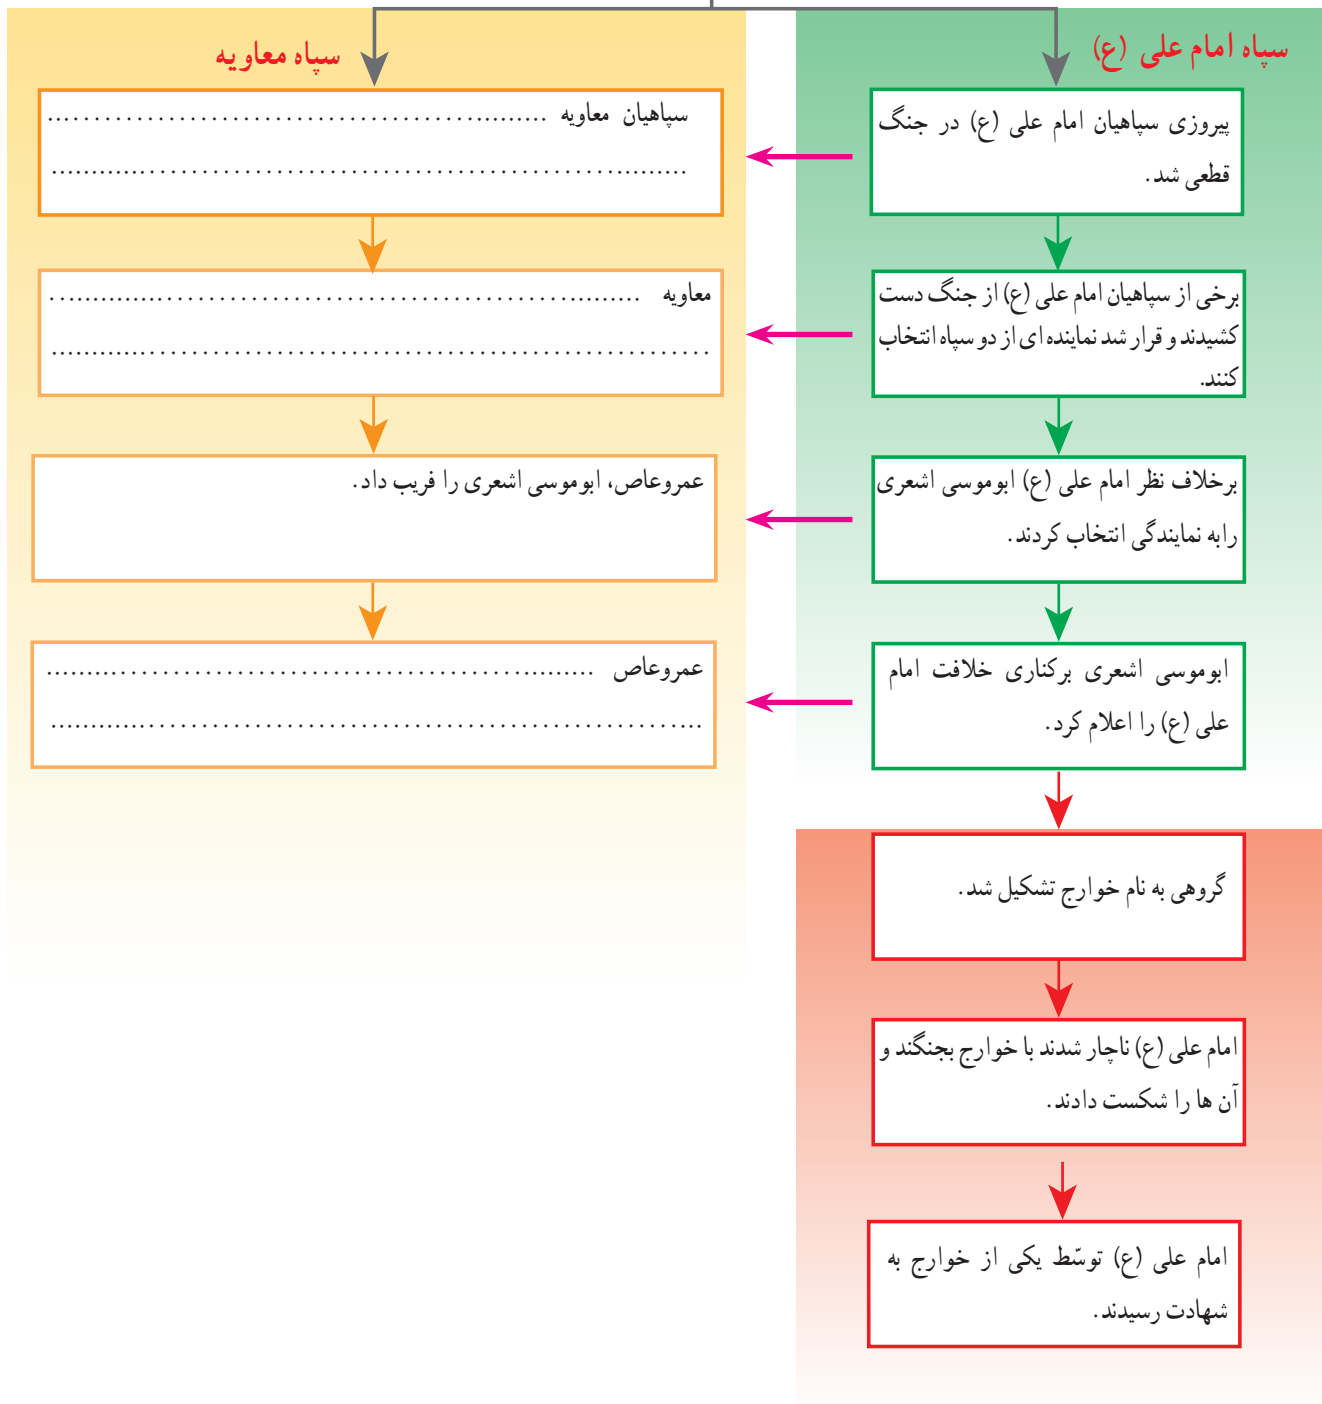 سپاه امام علی (ع)
پیروزی سپاهیان امام علی (ع) در جنگ
قطعی شد.
برخی از سپاهیان امام علی (ع) از جنگ دست
کشیدند و قرار شد نماینده ای از دو سپاه انتخاب
کنند.
برخلاف نظر امام علی (ع) ابوموسی اشعری
رابه نمایندگی انتخاب کردند.
ابوموسی اشعری برکناری خلافت امام
علی (ع) را اعلام کرد.
گروهی به نام خوارج تشکیل شد.
امام علی (ع) ناچار شدند با خوارج بجنگند و
آن ها را شکست دادند.
امام علی (ع) توسّط یکی از خوارج به
شهادت رسیدند.
سپاه معاویه
سپاهیان معاویه ..............................................................
................................................................
معاویه ..............................................................
................................................................
عمروعاص، ابوموسی اشعری را فریب داد.
عمروعاص ..............................................................
................................................................